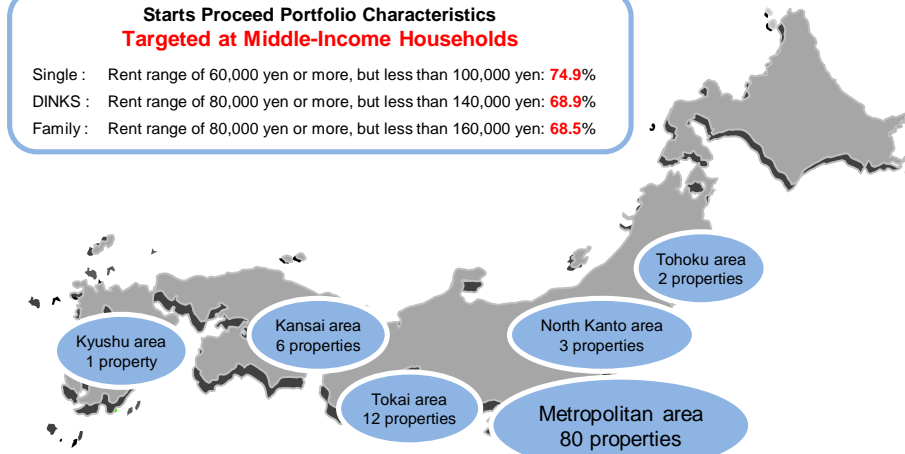 Starts Proceed Portfolio Characteristics
Targeted at Middle-Income Households
Single : Rent range of 60,000 yen or more, but less than 100,000 yen: 74.9%
DINKS : Rent range of 80,000 yen or more, but less than 140,000 yen: 68.9%
Family : Rent range of 80,000 yen or more, but less than 160,000 yen: 68.5%
Tohoku area
2 properties
Kansai area
6 properties
North Kanto area
3 properties
Kyushu area
1 property
Tokai area
12 properties
Metropolitan area
80 properties